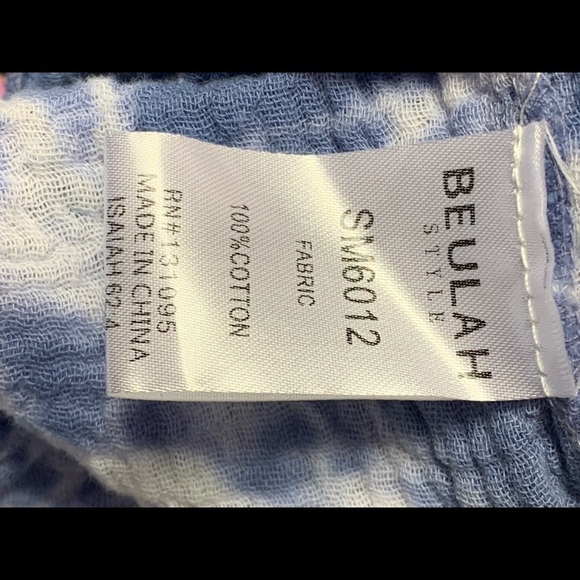 BEULAH
STYLE
SM6012
FABRIC
100%COTTON
RN#131095
MADE IN CHINA
ISAIAH 62:4